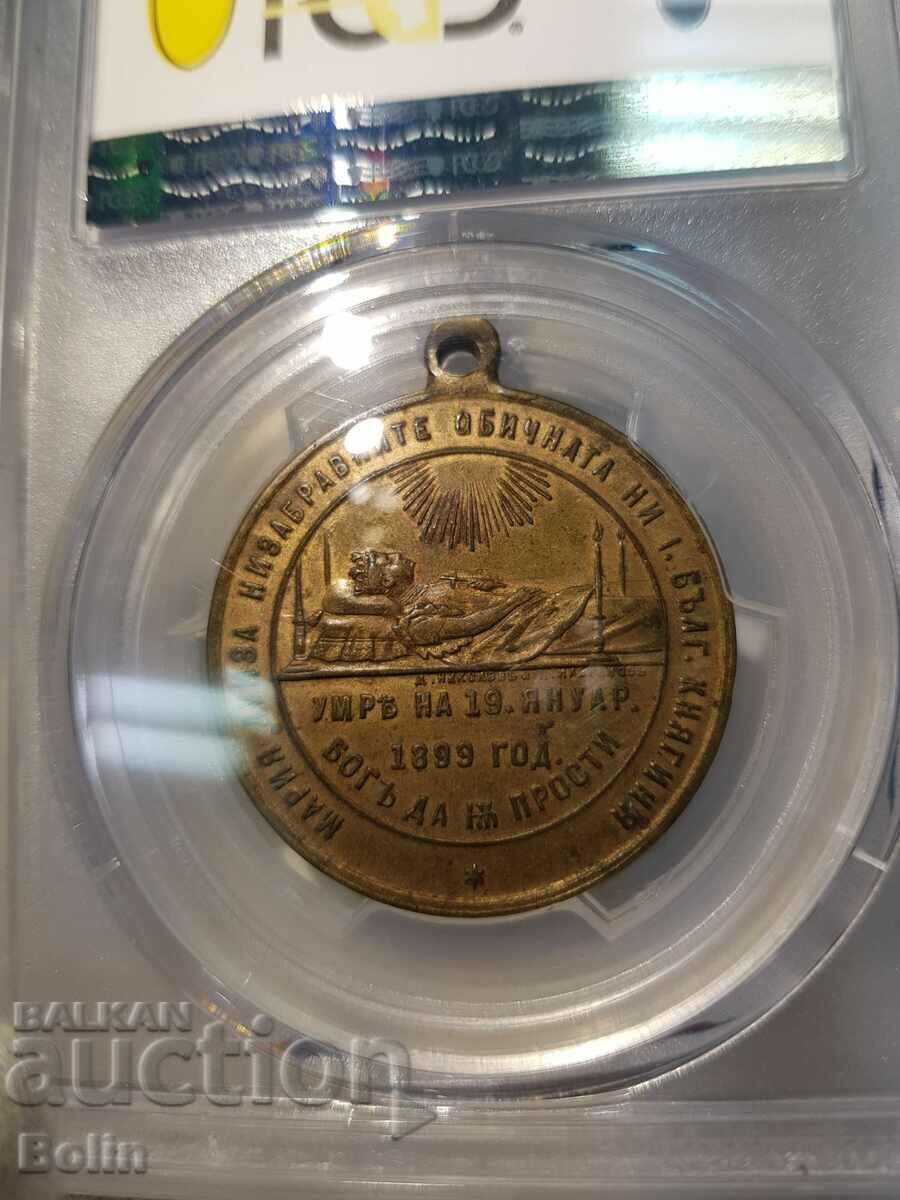 PCGS
МАРИЯ ЛУИЗА НИЗАБРАВИМТЕ ОБИЧНАТА НИ І. БЪЛГ. КНЯГИНЯ
УМРѢ НА 19. ЯНУАР.
1899 ГОД.
БОГЪ ДА Ѭ ПРОСТИ
BALKAN
auction
Bolin